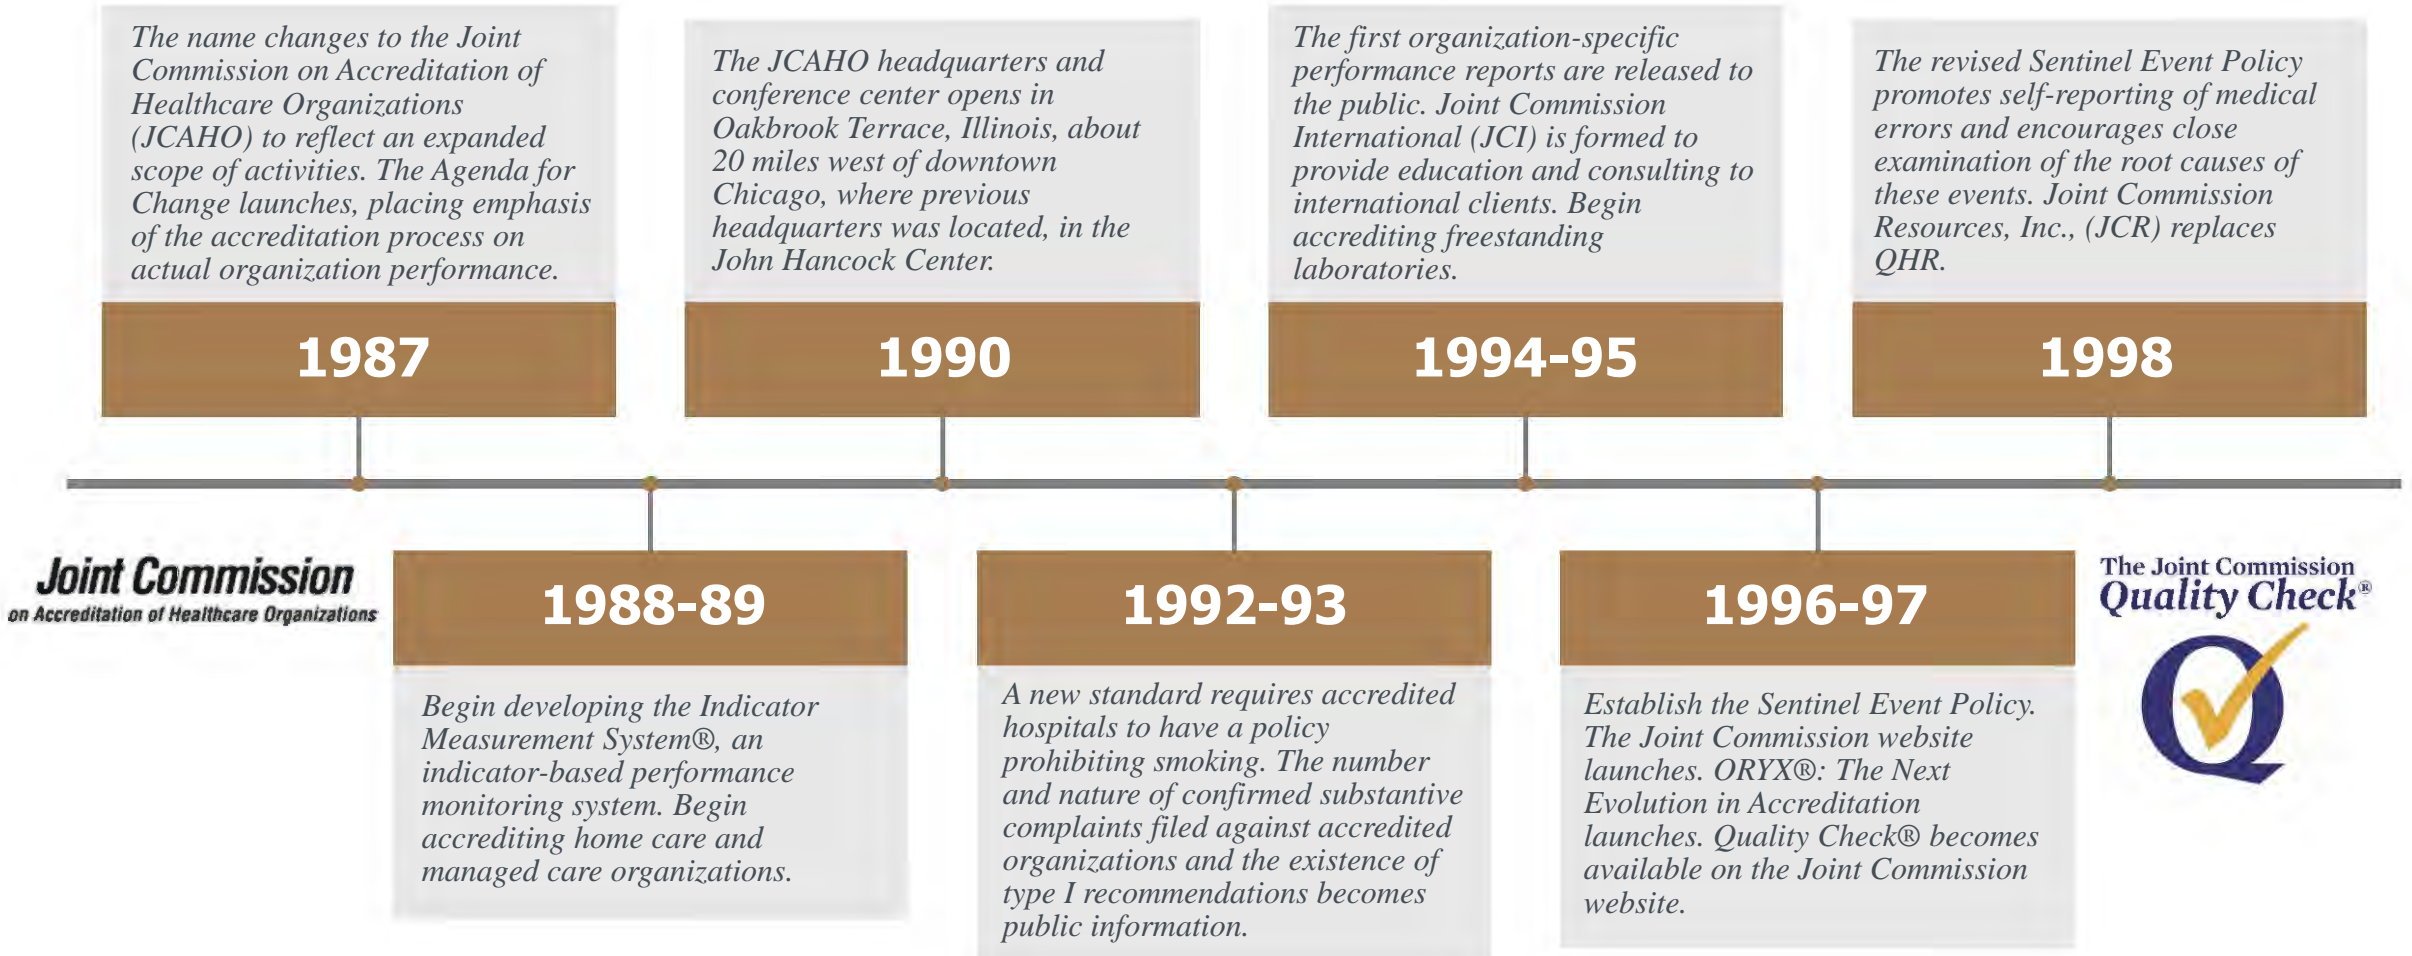 The name changes to the Joint
Commission on Accreditation of
Healthcare Organizations
(JCAHO) to reflect an expanded
scope of activities. The Agenda for
Change launches, placing emphasis
of the accreditation process on
actual organization performance.
1987
The JCAHO headquarters and
conference center opens in
Oakbrook Terrace, Illinois, about
20 miles west of downtown
Chicago, where previous
headquarters was located, in the
John Hancock Center.
1990
The first organization-specific
performance reports are released to
the public. Joint Commission
International (JCI) is formed to
provide education and consulting to
international clients. Begin
accrediting freestanding
laboratories.
1994-95
The revised Sentinel Event Policy
promotes self-reporting of medical
errors and encourages close
examination of the root causes of
these events. Joint Commission
Resources, Inc., (JCR) replaces
QHR.
1998
Joint Commission
on Accreditation of Healthcare Organizations
1988-89
Begin developing the Indicator
Measurement System®, an
indicator-based performance
monitoring system. Begin
accrediting home care and
managed care organizations.
1992-93
A new standard requires accredited
hospitals to have a policy
prohibiting smoking. The number
and nature of confirmed substantive
complaints filed against accredited
organizations and the existence of
type I recommendations becomes
public information.
1996-97
Establish the Sentinel Event Policy.
The Joint Commission website
launches. ORYX®: The Next
Evolution in Accreditation
launches. Quality Check® becomes
available on the Joint Commission
website.
The Joint Commission
Quality Check®
Q